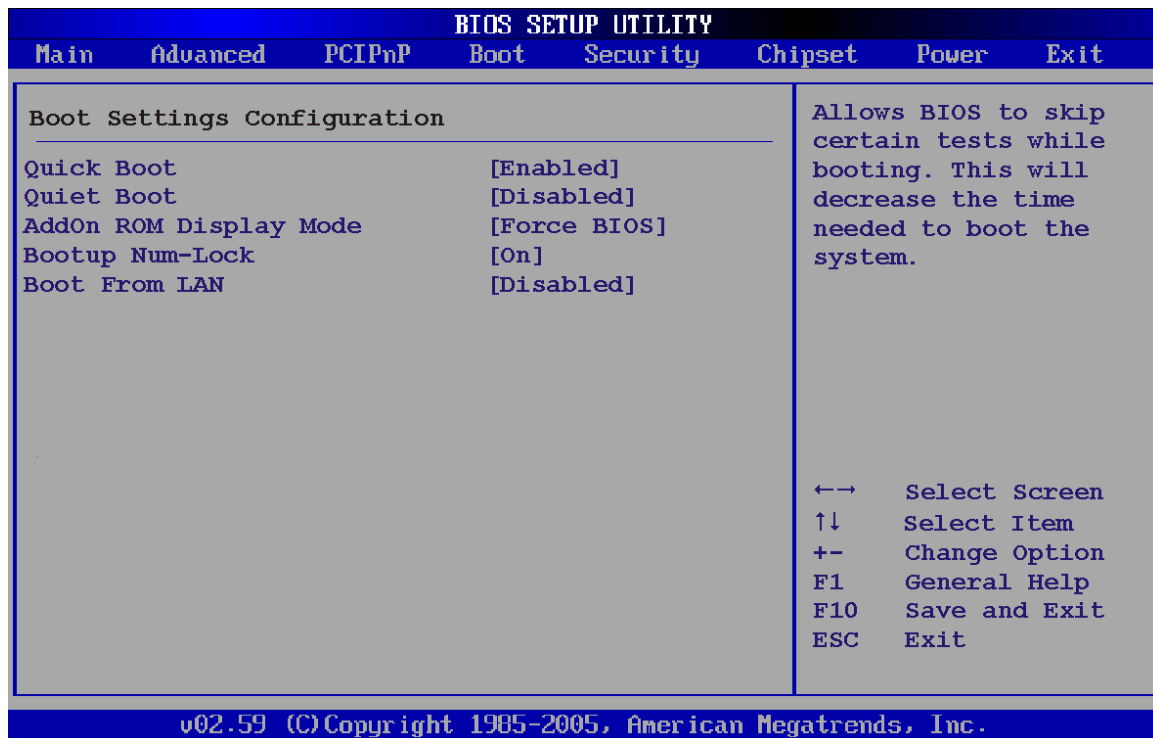 BIOS SETUP UTILITY
Main Advanced PCIPnP Boot Security Chipset Power Exit
Boot Settings Configuration
Quick Boot [Enabled]
Quiet Boot [Disabled]
AddOn ROM Display Mode [Force BIOS]
Bootup Num-Lock [On]
Boot From LAN [Disabled]
Allows BIOS to skip
certain tests while
booting. This will
decrease the time
needed to boot the
system.
←→ Select Screen
↑↓ Select Item
+- Change Option
F1 General Help
F10 Save and Exit
ESC Exit
v02.59 (C)Copyright 1985-2005, American Megatrends, Inc.